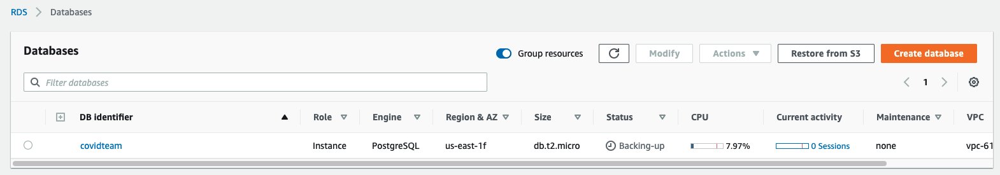 RDS > Databases
Databases
Group resources
Modify
Actions
Restore from S3
Create database
Filter databases
1
DB identifier Role Engine Region & AZ Size Status CPU Current activity Maintenance VPC
covidteam Instance PostgreSQL us-east-1f db.t2.micro Backing-up 7.97% 0 Sessions none vpc-61